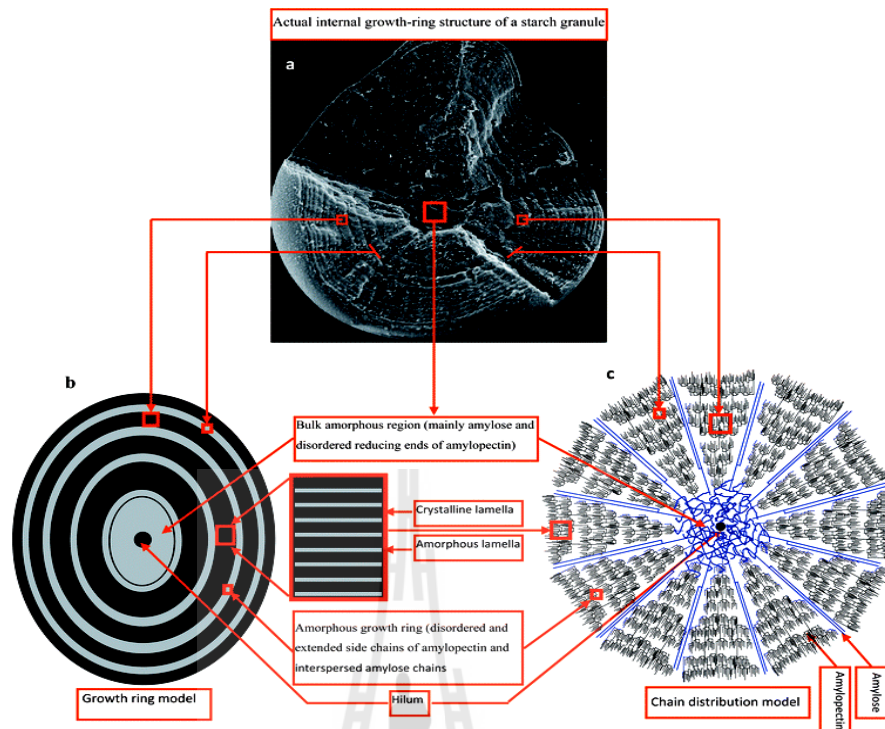 Actual internal growth-ring structure of a starch granule
a
b
c
Bulk amorphous region (mainly amylose and
disordered reducing ends of amylopectin)
Crystalline lamella
Amorphous lamella
Amorphous growth ring (disordered and
extended side chains of amylopectin and
interspersed amylose chains
Growth ring model
Hilum
Chain distribution model
Amylopectin
Amylose